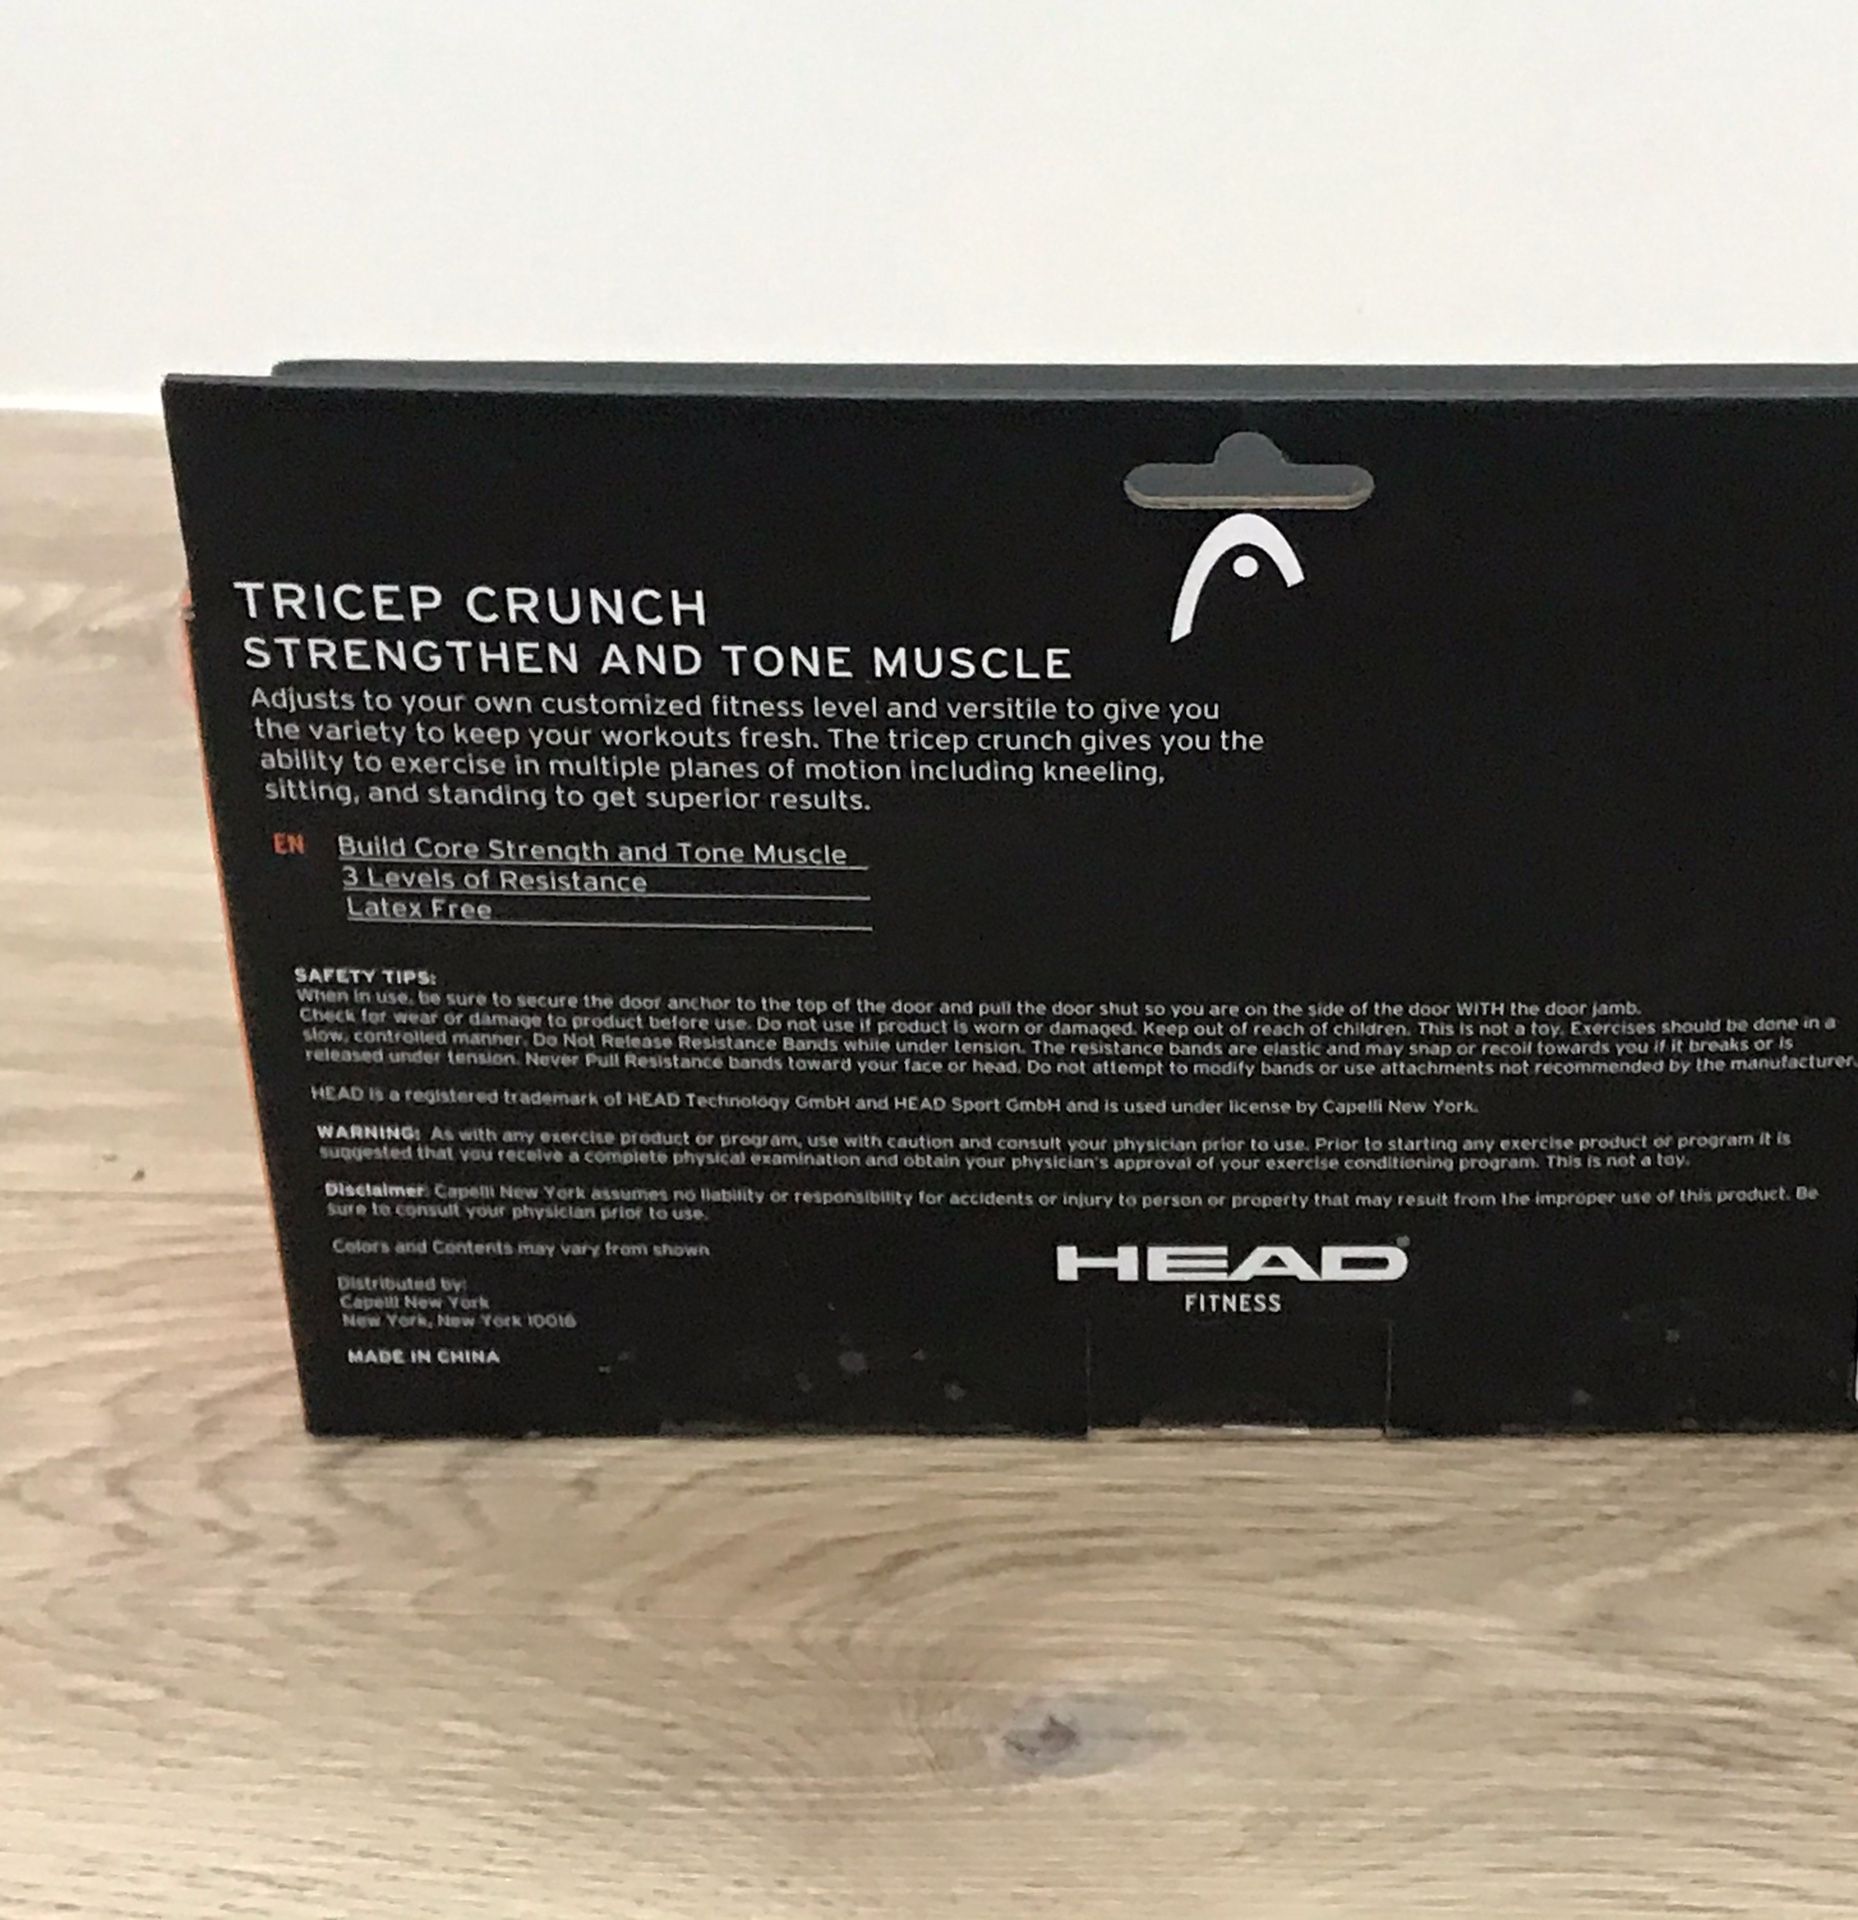 TRICEP CRUNCH
STRENGTHEN AND TONE MUSCLE
Adjusts to your own customized fitness level and versitile to give you
the variety to keep your workouts fresh. The tricep crunch gives you the
ability to exercise in multiple planes of motion including kneeling,
sitting, and standing to get superior results.
EN
Build Core Strength and Tone Muscle
3 Levels of Resistance
Latex Free
SAFETY TIPS:
When in use, be sure to secure the door anchor to the top of the door and pull the door shut so you are on the side of the door WITH the door jamb.
Check for wear or damage to product before use. Do not use if product is worn or damaged. Keep out of reach of children. This is not a toy. Exercises should be done in a
slow, controlled manner. Do Not Release Resistance Bands while under tension. The resistance bands are elastic and may snap or recoil towards you if it breaks or is
released under tension. Never Pull Resistance bands toward your face or head. Do not attempt to modify bands or use attachments not recommended by the manufacturer.
HEAD is a registered trademark of HEAD Technology GmbH and HEAD Sport GmbH and is used under license by Capelli New York.
WARNING: As with any exercise product or program, use with caution and consult your physician prior to use. Prior to starting any exercise product or program it is
suggested that you receive a complete physical examination and obtain your physician's approval of your exercise conditioning program. This is not a toy.
Disclaimer: Capelli New York assumes no liability or responsibility for accidents or injury to person or property that may result from the improper use of this product. Be
sure to consult your physician prior to use.
Colors and Contents may vary from shown
Distributed by:
Capelli New York
New York, New York 10016
MADE IN CHINA
HEAD
FITNESS